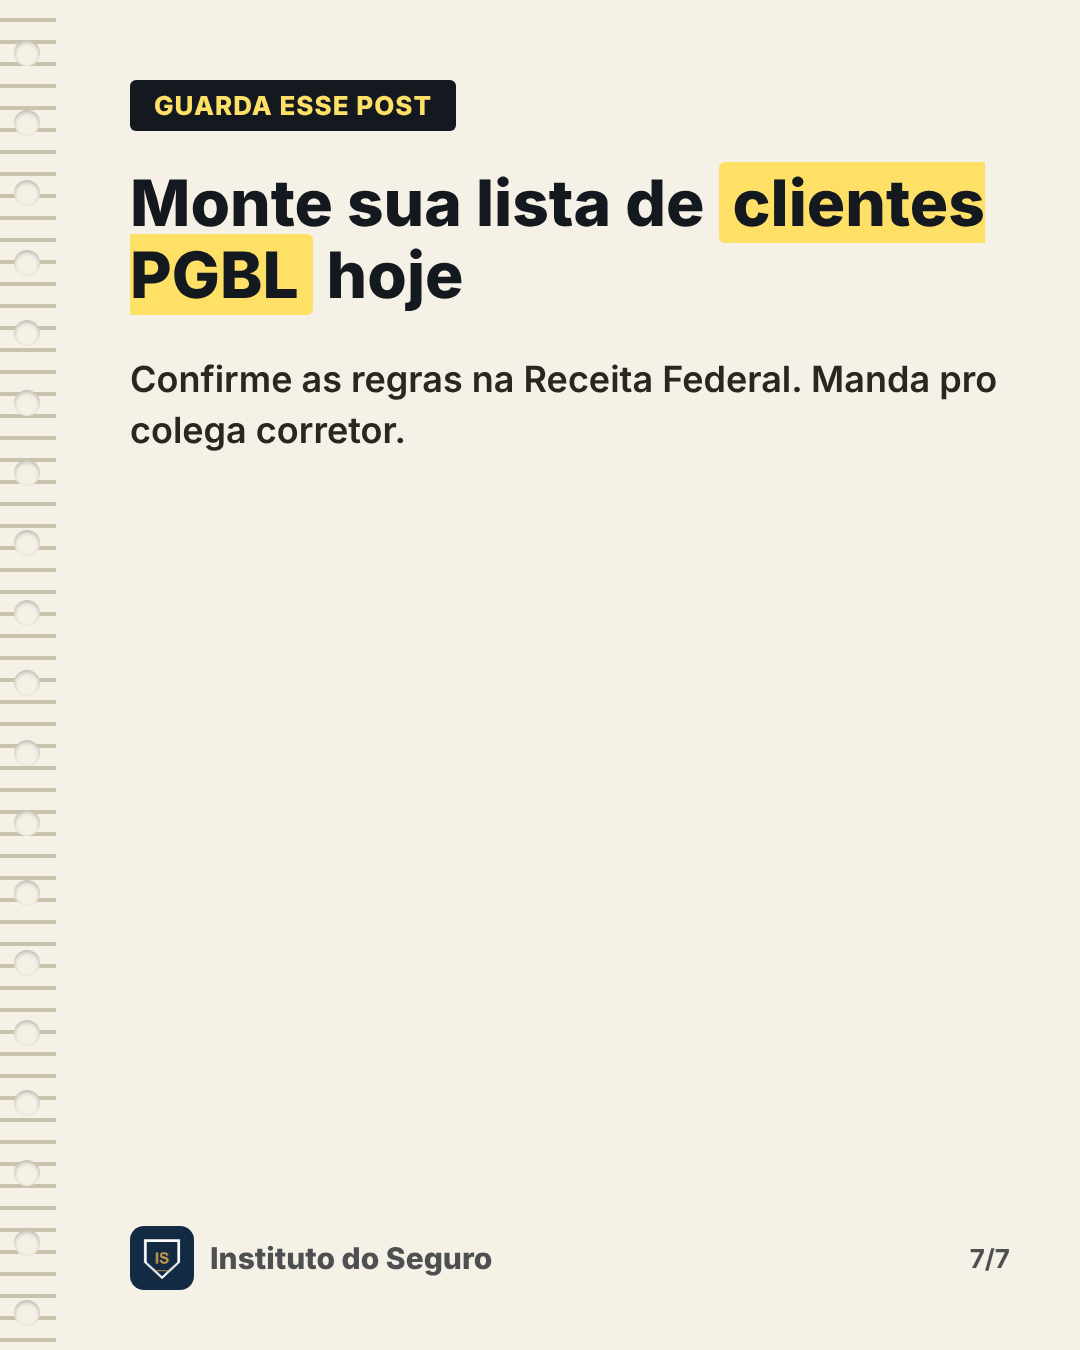 GUARDA ESSE POST
Monte sua lista de clientes
PGBL hoje
Confirme as regras na Receita Federal. Manda pro
colega corretor.
IS
Instituto do Seguro
7/7